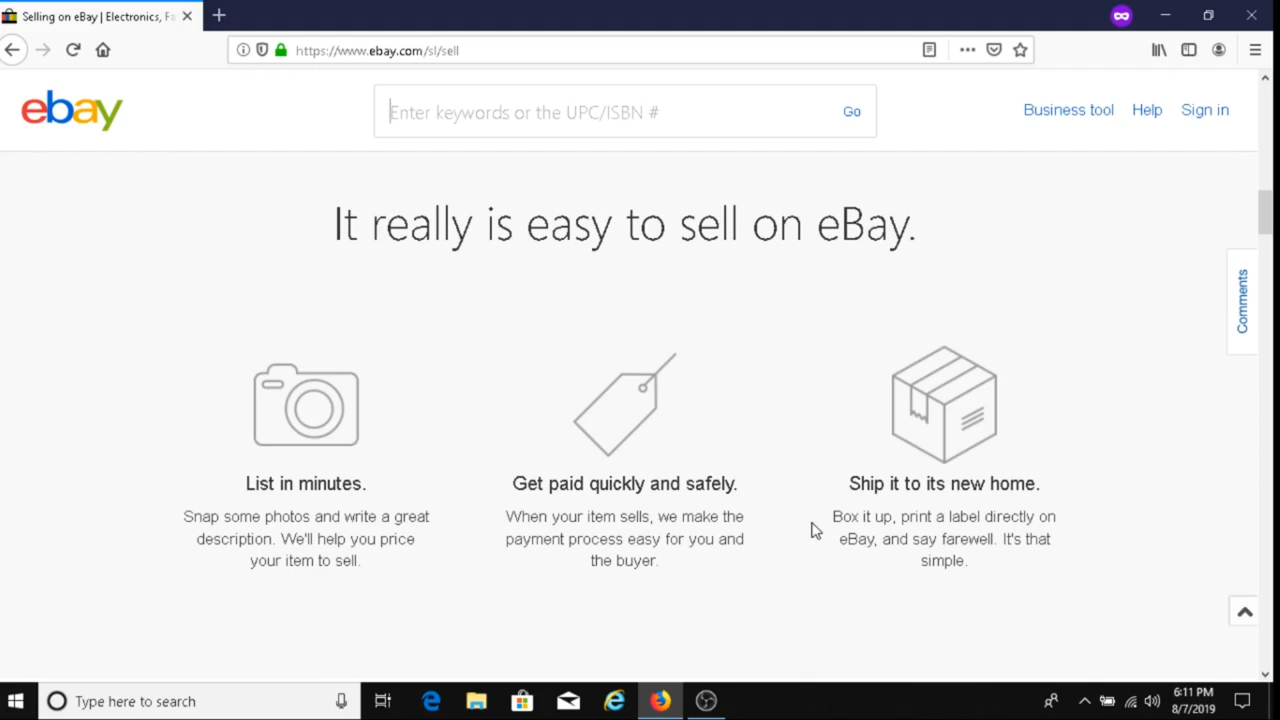 Selling on eBay | Electronics, Fa
https://www.ebay.com/sl/sell
ebay
Enter keywords or the UPC/ISBN #
Go
Business tool
Help
Sign in
It really is easy to sell on eBay.
Comments
List in minutes.
Snap some photos and write a great
description. We'll help you price
your item to sell.
Get paid quickly and safely.
When your item sells, we make the
payment process easy for you and
the buyer.
Ship it to its new home.
Box it up, print a label directly on
eBay, and say farewell. It's that
simple.
Type here to search
6:11 PM
8/7/2019